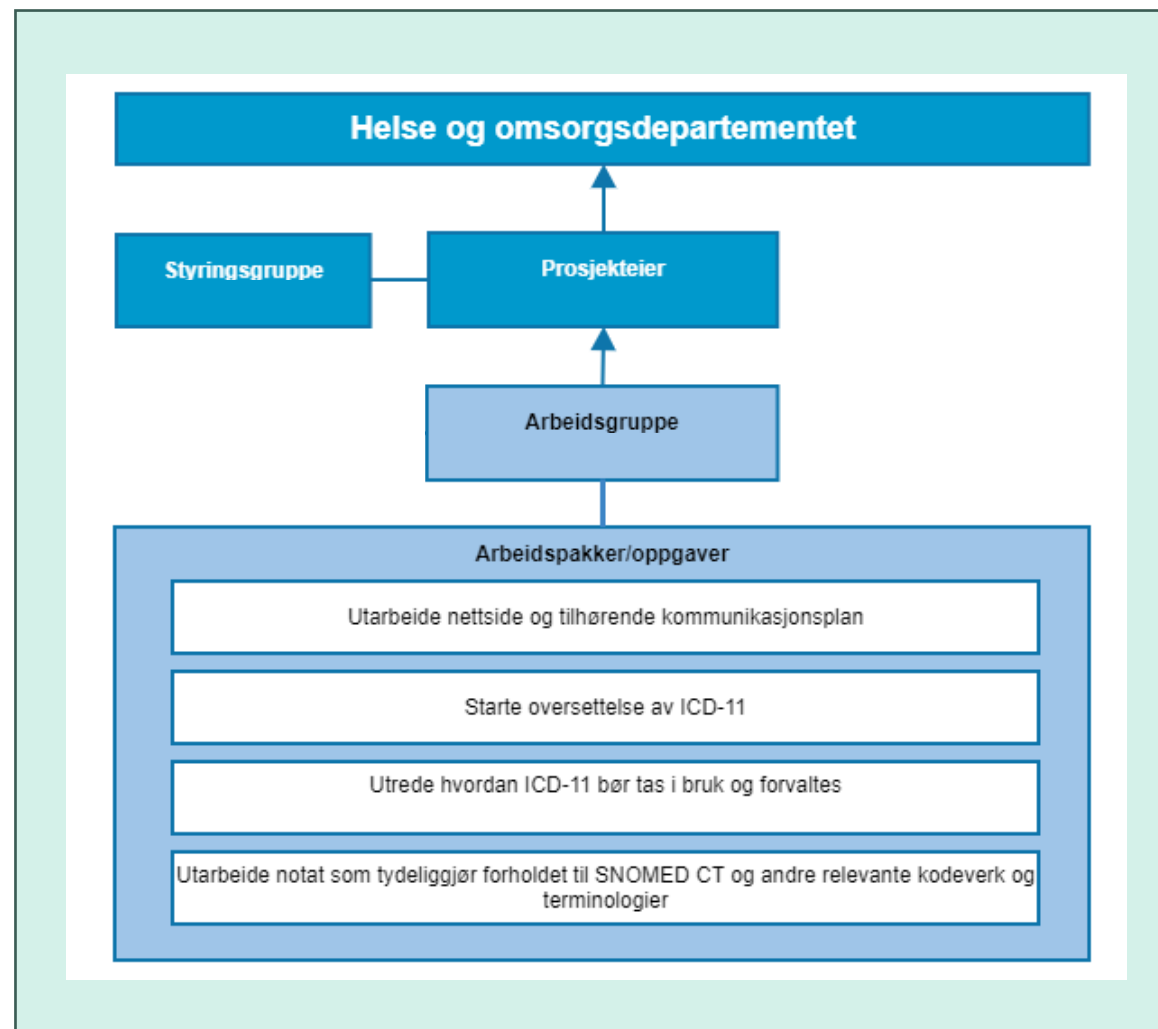 Helse og omsorgsdepartementet
Styringsgruppe
Prosjekteier
Arbeidsgruppe
Arbeidspakker/oppgaver
Utarbeide nettside og tilhørende kommunikasjonsplan
Starte oversettelse av ICD-11
Utrede hvordan ICD-11 bør tas i bruk og forvaltes
Utarbeide notat som tydeliggjør forholdet til SNOMED CT og andre relevante kodeverk og
terminologier